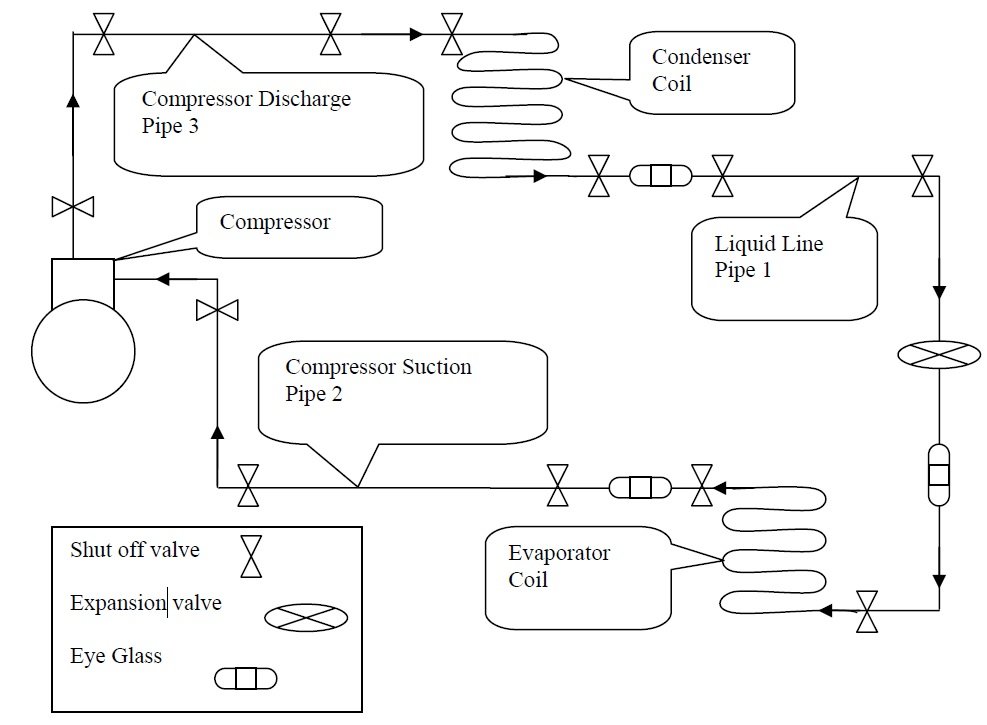 Compressor Discharge
Pipe 3
Condenser
Coil
Compressor
Liquid Line
Pipe 1
Compressor Suction
Pipe 2
Evaporator
Coil
Shut off valve
Expansion valve
Eye Glass